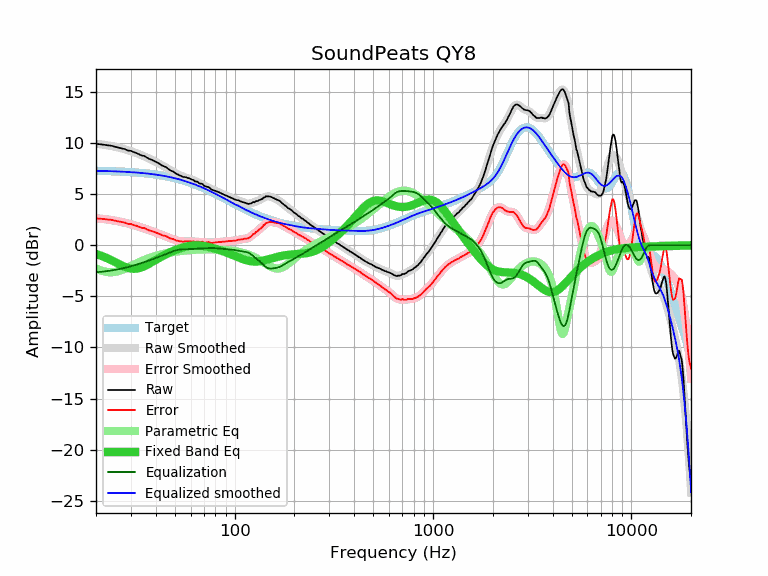 SoundPeats QY8
Amplitude (dBr)
15
10
5
0
−5
−10
−15
−20
−25
Target
Raw Smoothed
Error Smoothed
Raw
Error
Parametric Eq
Fixed Band Eq
Equalization
Equalized smoothed
100
1000
10000
Frequency (Hz)